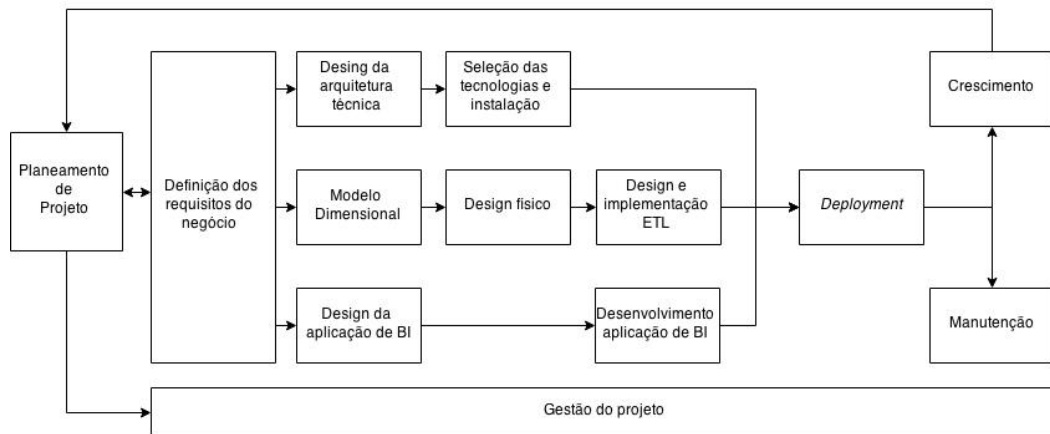 Planeamento
de
Projeto
Definição dos
requisitos do
negócio
Desing da
arquitetura
técnica
Seleção das
tecnologias e
instalação
Modelo
Dimensional
Design fisico
Design e
implementação
ETL
Design da
aplicação de BI
Desenvolvimento
aplicação de BI
Deployment
Crescimento
Manutenção
Gestão do projeto